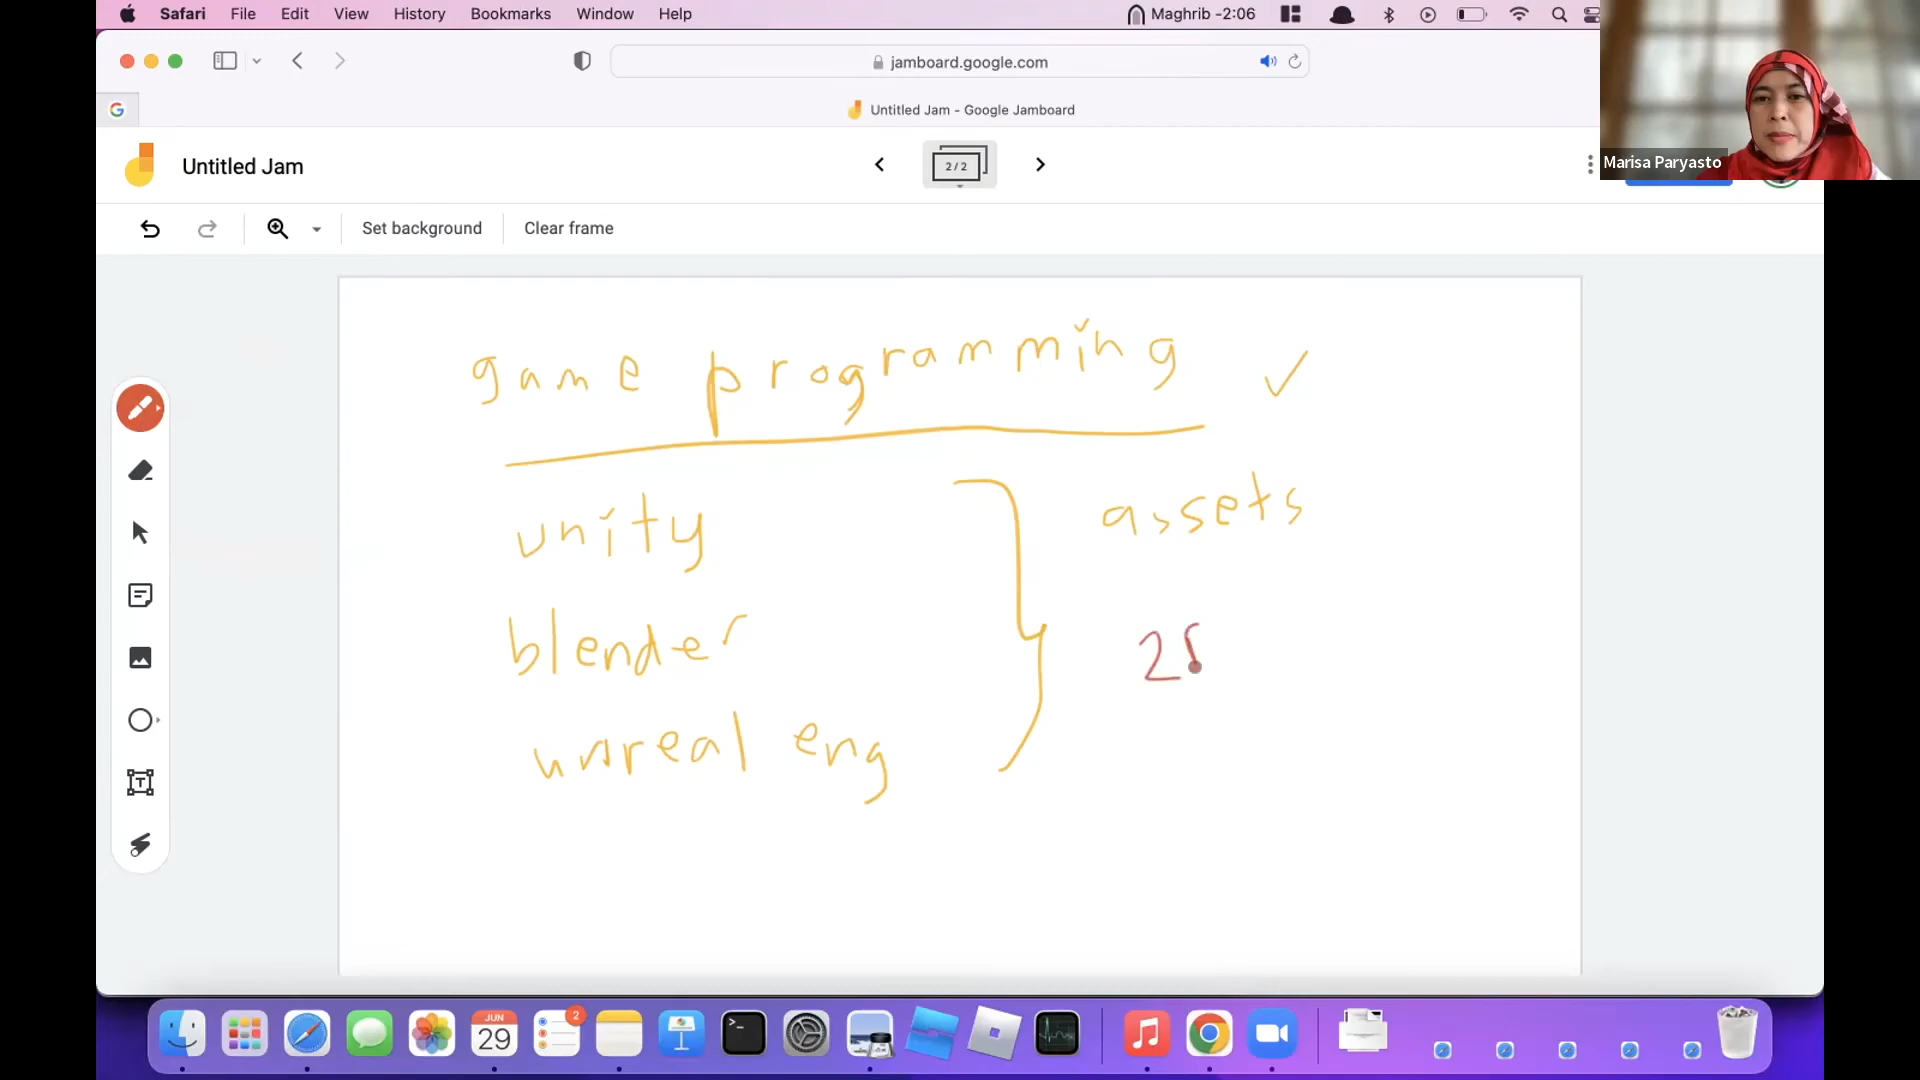 Safari File Edit View History Bookmarks Window Help Maghrib -2:06
jamboard.google.com
Untitled Jam - Google Jamboard
Untitled Jam
2 / 2
Marisa Paryasto
Set background Clear frame
game programming
unity
assets
blender
unreal eng
JUN
29
2